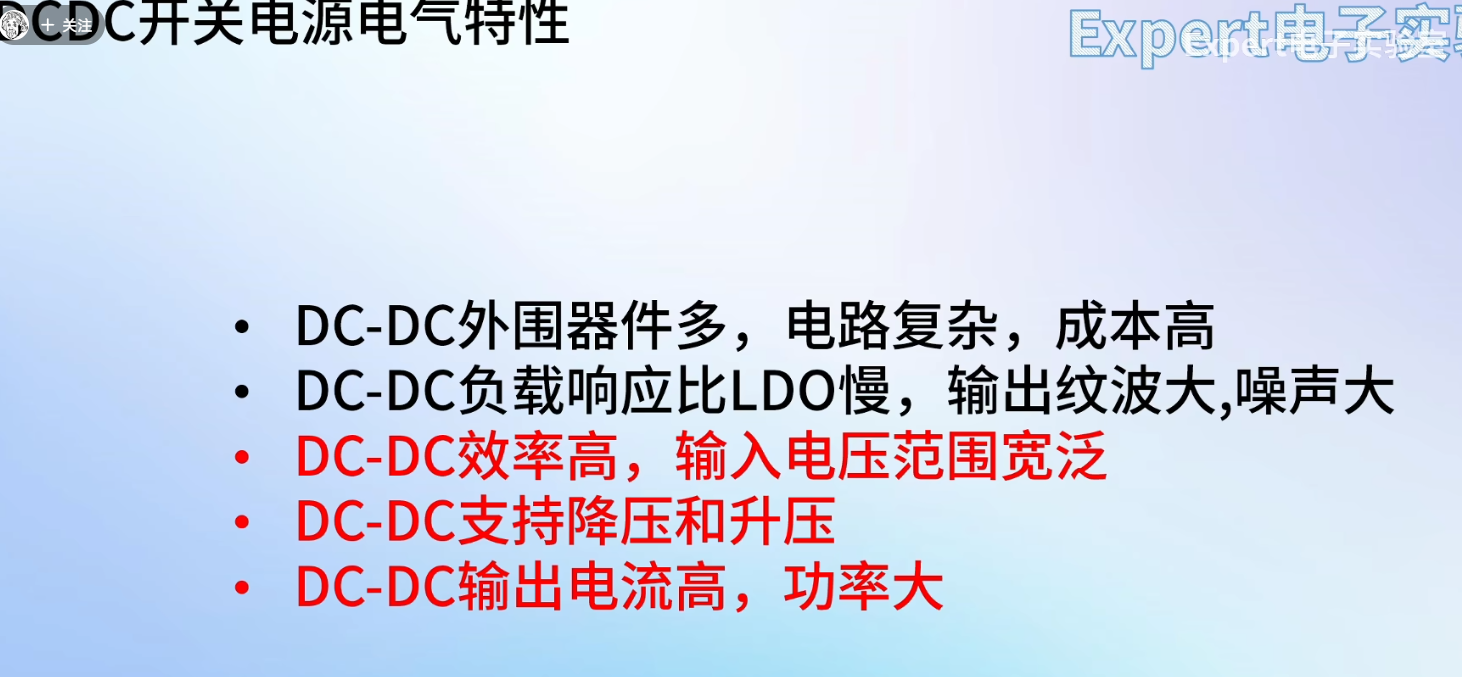 DCDC开关电源电气特性
+ 关注
Expert电子实验
Expert电子实验室
• DC-DC外围器件多，电路复杂，成本高
• DC-DC负载响应比LDO慢，输出纹波大,噪声大
• DC-DC效率高，输入电压范围宽泛
• DC-DC支持降压和升压
• DC-DC输出电流高，功率大